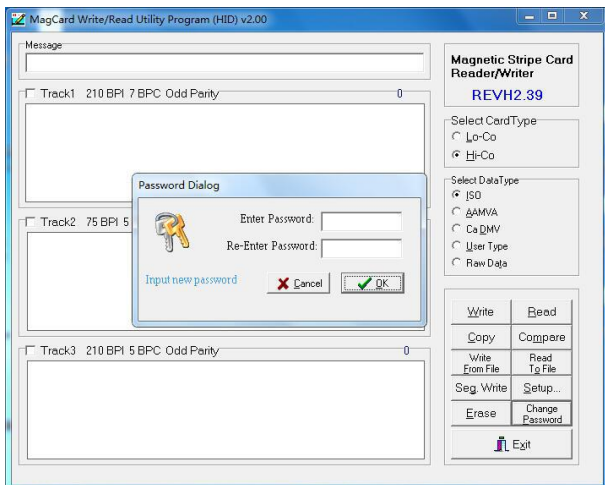 MagCard Write/Read Utility Program (HID) v2.00
Message
Magnetic Stripe Card
Reader/Writer
REVH2.39
Track1 210 BPI 7 BPC Odd Parity 0
Select CardType
Lo-Co
Hi-Co
Password Dialog
Enter Password:
Re-Enter Password:
Input new password
Cancel
OK
Select DataType
ISO
AAMVA
Ca DMV
User Type
Raw Data
Track2 75 BPI 5
Write
Read
Copy
Compare
Write
From File
Read
To File
Seg. Write
Setup...
Erase
Change
Password
Exit
Track3 210 BPI 5 BPC Odd Parity 0